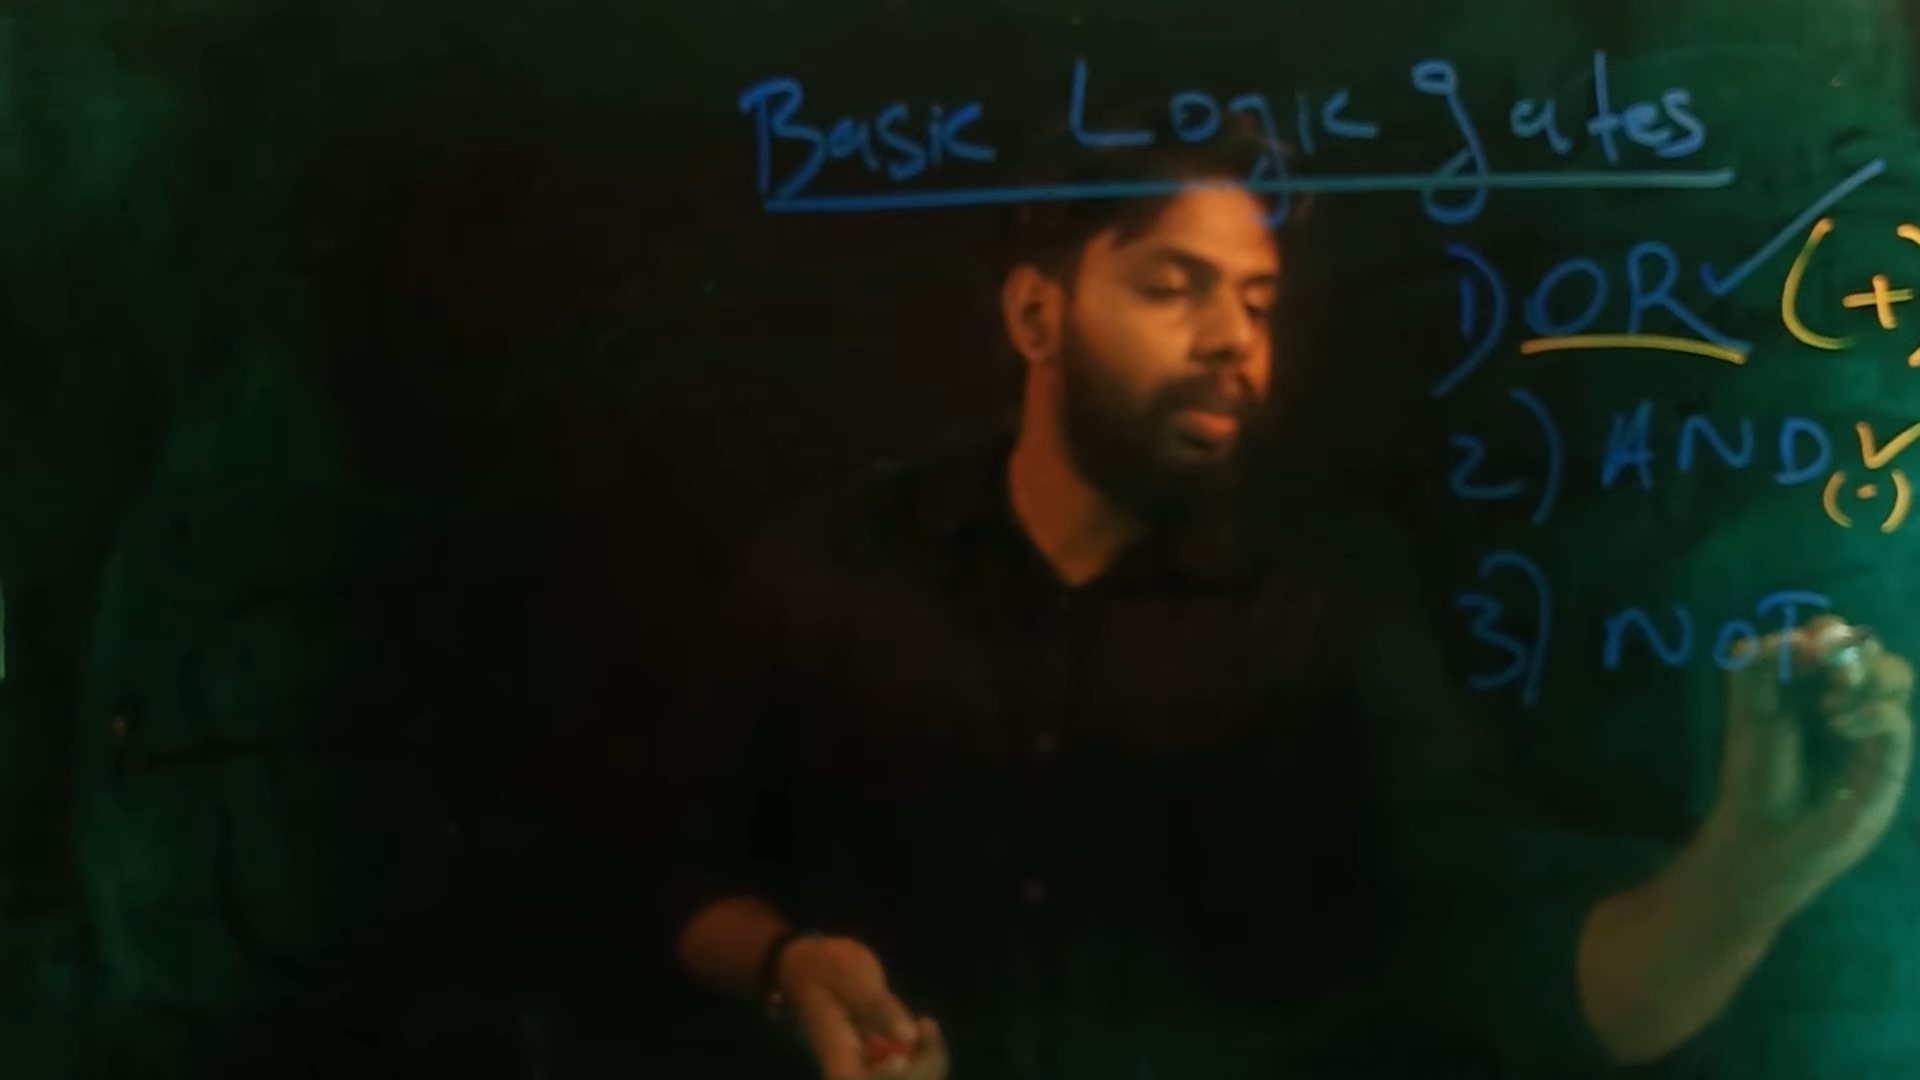 Basic Logic gates
1) OR ✓ (+)
2) AND ✓
(·)
3) NOT